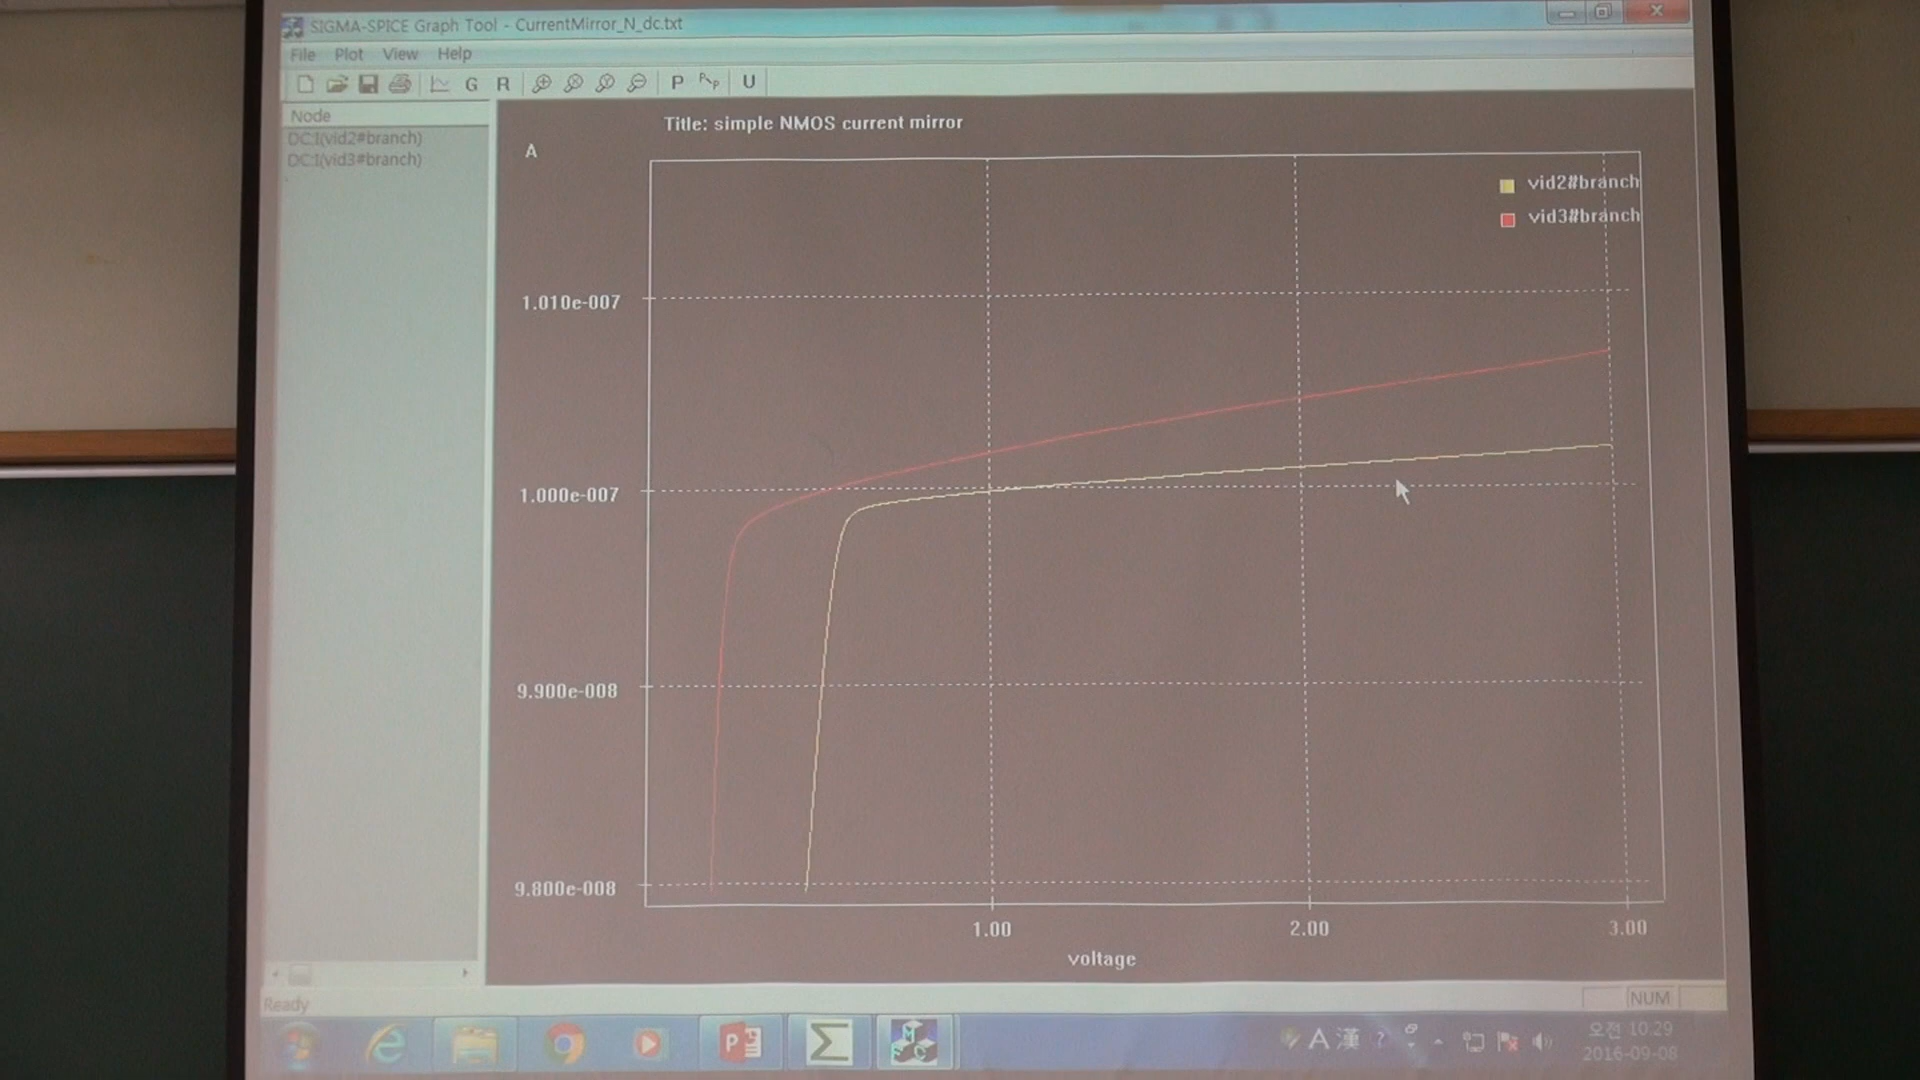 SIGMA-SPICE Graph Tool - CurrentMirror_N_dc.txt
File Plot View Help
G R P U
Node
DC:I(vid2#branch)
DC:I(vid3#branch)
Title: simple NMOS current mirror
A
vid2#branch
vid3#branch
1.010e-007
1.000e-007
9.900e-008
9.800e-008
1.00 2.00 3.00
voltage
Ready
NUM
A 漢 ?
오전 10:29
2016-09-08